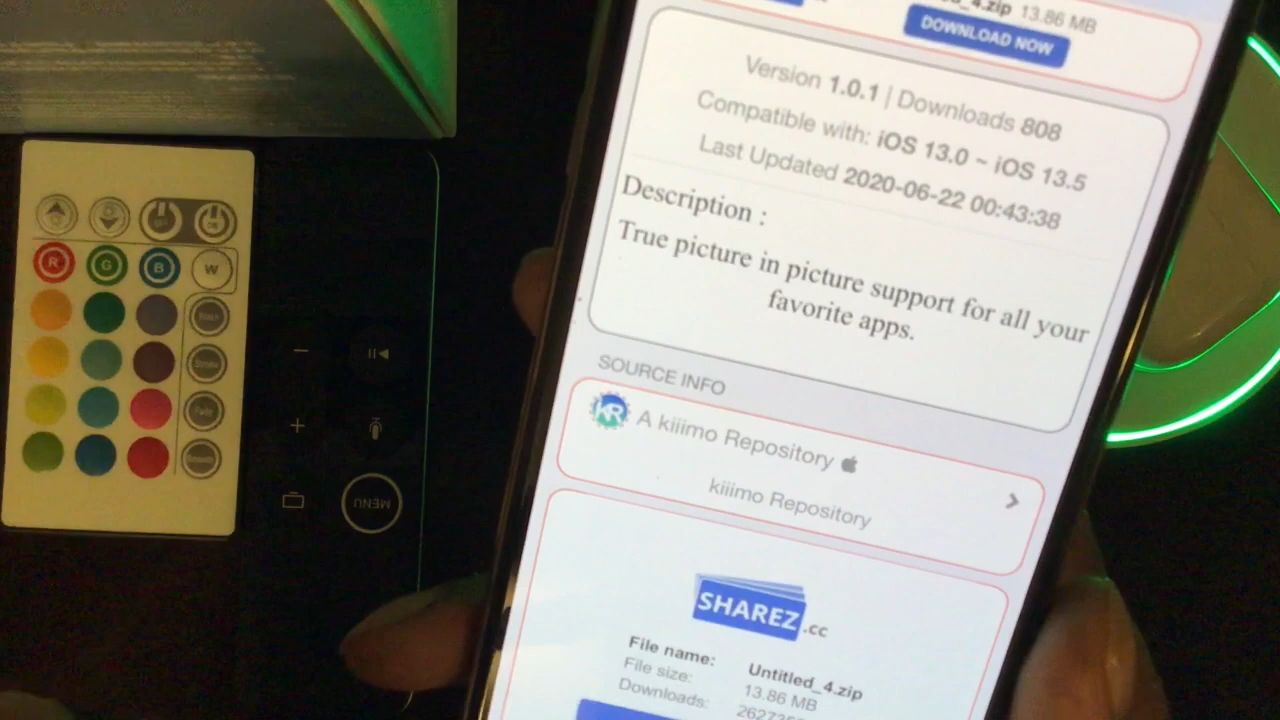 _4.zip 13.86 MB
DOWNLOAD NOW
Version 1.0.1 | Downloads 808
Compatible with: iOS 13.0 ~ iOS 13.5
Last Updated 2020-06-22 00:43:38
Description :
True picture in picture support for all your
favorite apps.
SOURCE INFO
KR
A kiiimo Repository
kiiimo Repository
SHAREZ.cc
File name: Untitled_4.zip
File size: 13.86 MB
Downloads:
R G B W
Fade
MENU